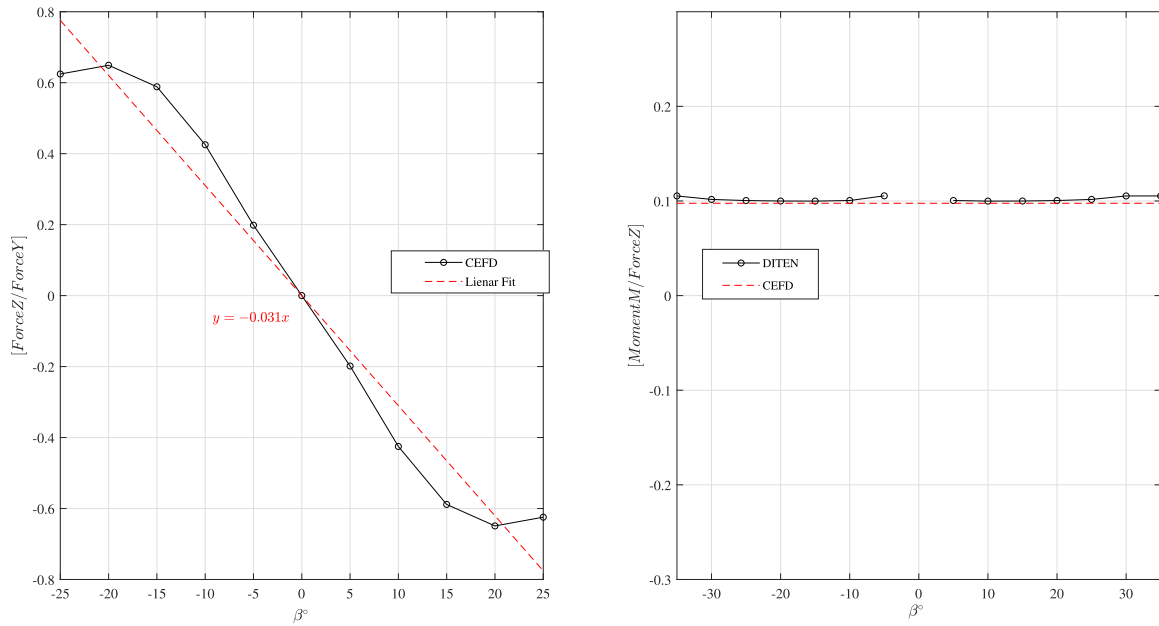 0.8
0.6
0.4
0.2
0
-0.2
-0.4
-0.6
-0.8
[ForceZ/ForceY]
CEFD
Lienar Fit
y = −0.031x
-25 -20 -15 -10 -5 0 5 10 15 20 25
β°
0.2
0.1
0
-0.1
-0.2
-0.3
[MomentM/ForceZ]
DITEN
CEFD
-30 -20 -10 0 10 20 30
β°